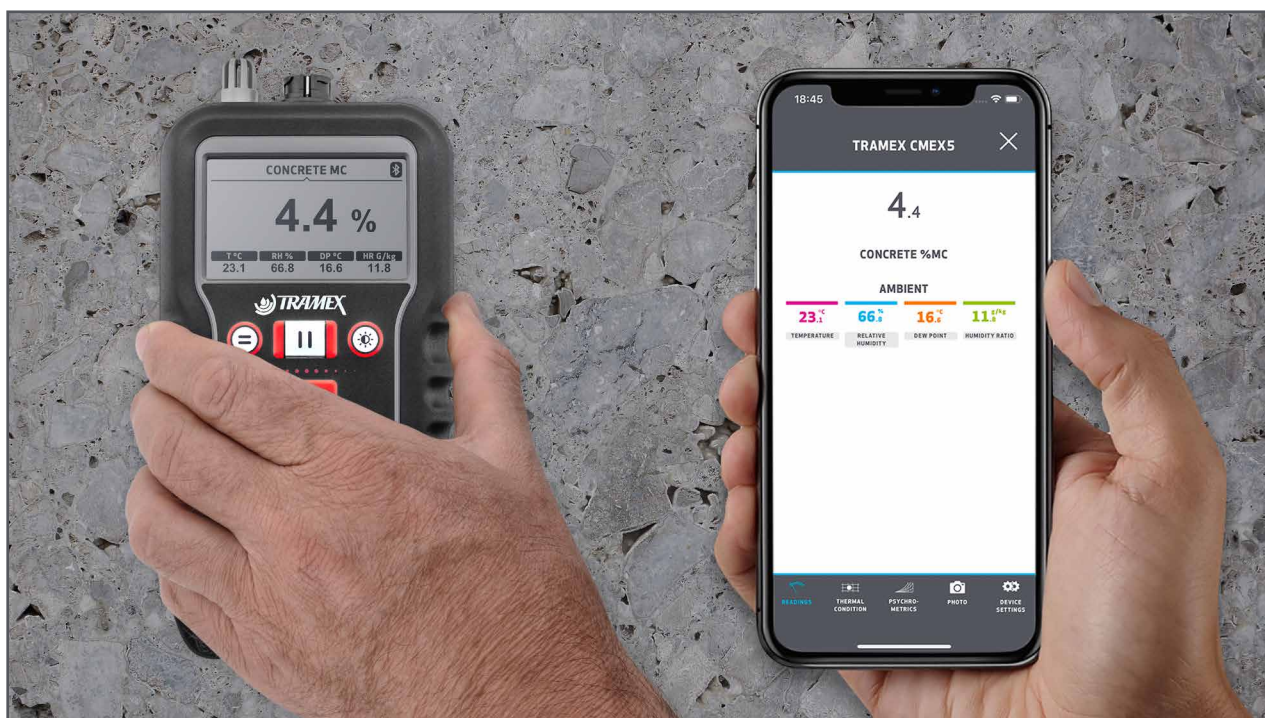 CONCRETE MC
4.4 %
T °C RH % DP °C HR G/kg
23.1 66.8 16.6 11.8
TRAMEX
18:45
TRAMEX CMEX5
4.4
CONCRETE %MC
AMBIENT
23.1 °C 66.8 % 16.6 °C 11.8 g/kg
TEMPERATURE RELATIVE HUMIDITY DEW POINT HUMIDITY RATIO
READINGS THERMAL CONDITION PSYCHRO-METRICS PHOTO DEVICE SETTINGS